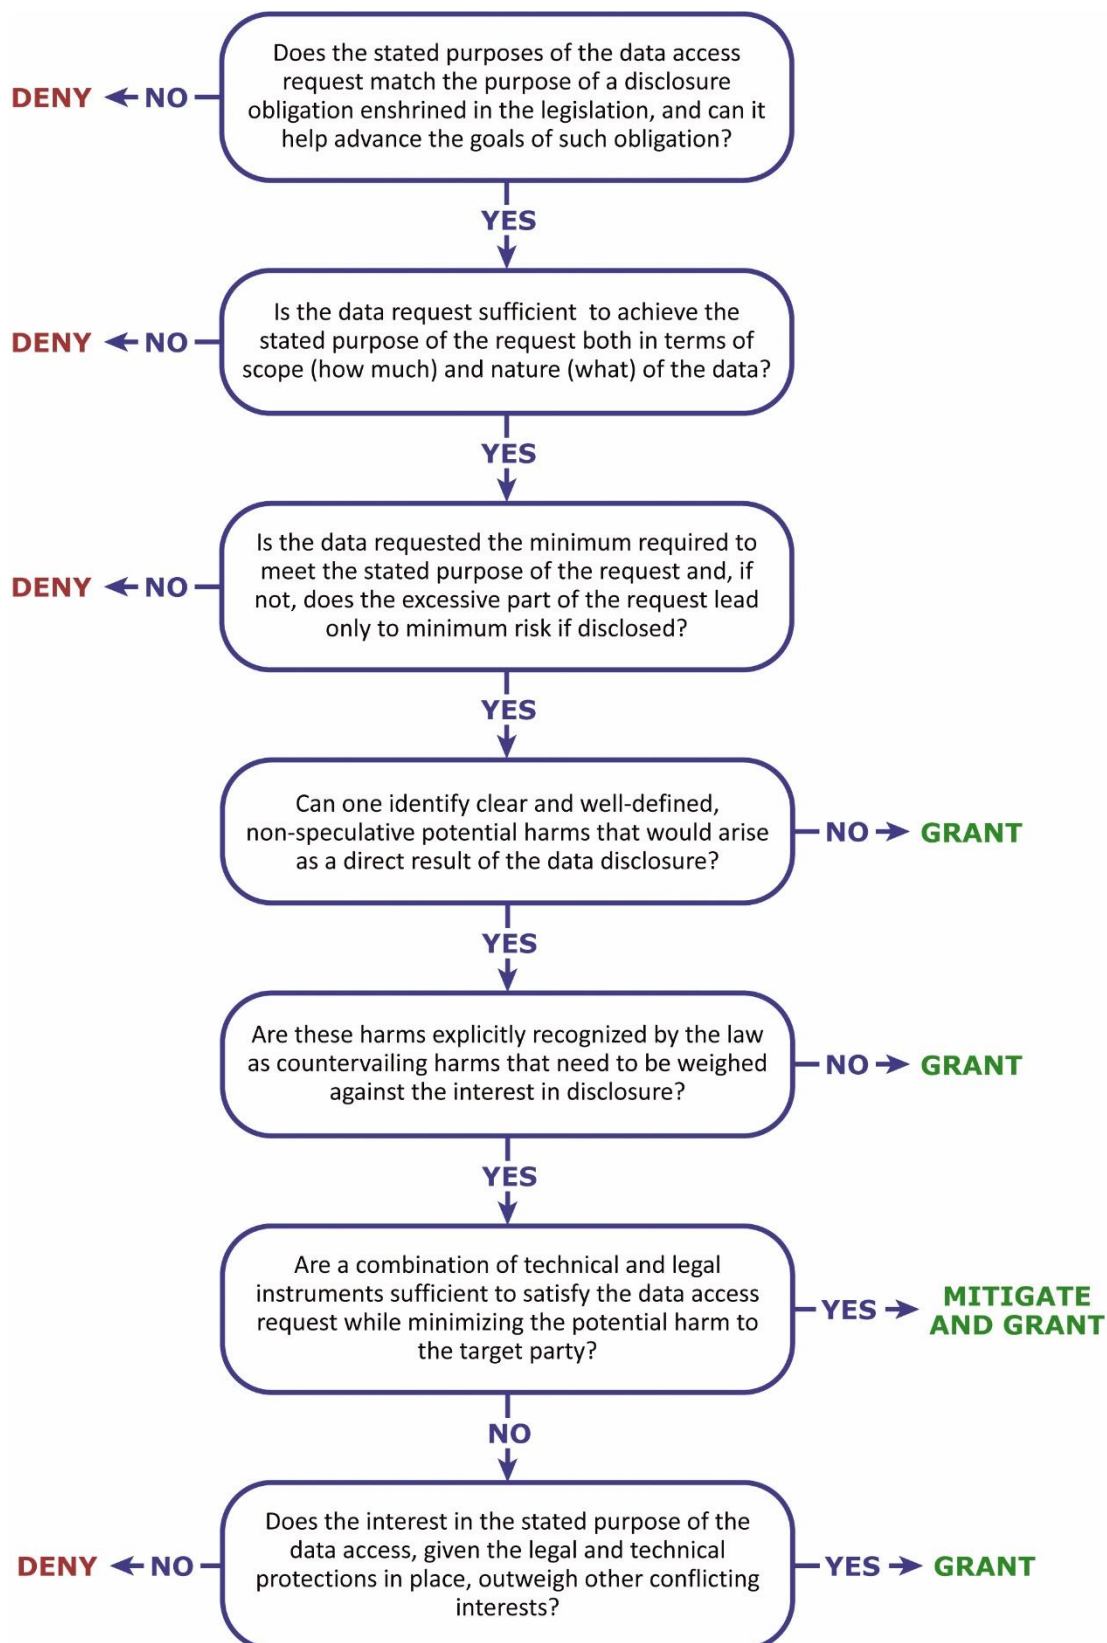 Does the stated purposes of the data access
request match the purpose of a disclosure
obligation enshrined in the legislation, and can it
help advance the goals of such obligation?
DENY
NO
YES
Is the data request sufficient to achieve the
stated purpose of the request both in terms of
scope (how much) and nature (what) of the data?
DENY
NO
YES
Is the data requested the minimum required to
meet the stated purpose of the request and, if
not, does the excessive part of the request lead
only to minimum risk if disclosed?
DENY
NO
YES
Can one identify clear and well-defined,
non-speculative potential harms that would arise
as a direct result of the data disclosure?
NO
GRANT
YES
Are these harms explicitly recognized by the law
as countervailing harms that need to be weighed
against the interest in disclosure?
NO
GRANT
YES
Are a combination of technical and legal
instruments sufficient to satisfy the data access
request while minimizing the potential harm to
the target party?
YES
MITIGATE
AND GRANT
NO
Does the interest in the stated purpose of the
data access, given the legal and technical
protections in place, outweigh other conflicting
interests?
DENY
NO
YES
GRANT